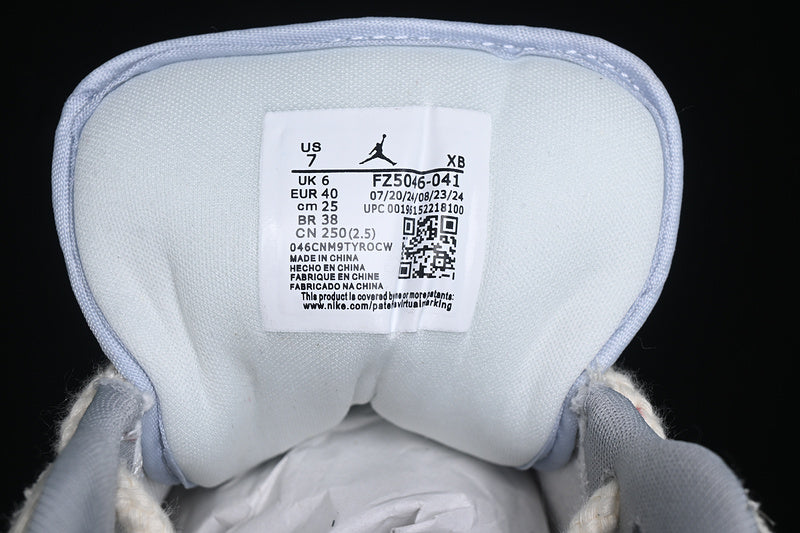 US
7 XB
UK 6 FZ5046-041
EUR 40 07/20/24/08/23/24
cm 25 UPC 00196152218100
BR 38
CN 250(2.5)
046CNM9TYROCW
MADE IN CHINA
HECHO EN CHINA
FABRIQUE EN CHINE
FABRICADO NA CHINA
This product is covered by one or more patents:
www.nike.com/patents/virtualmarking